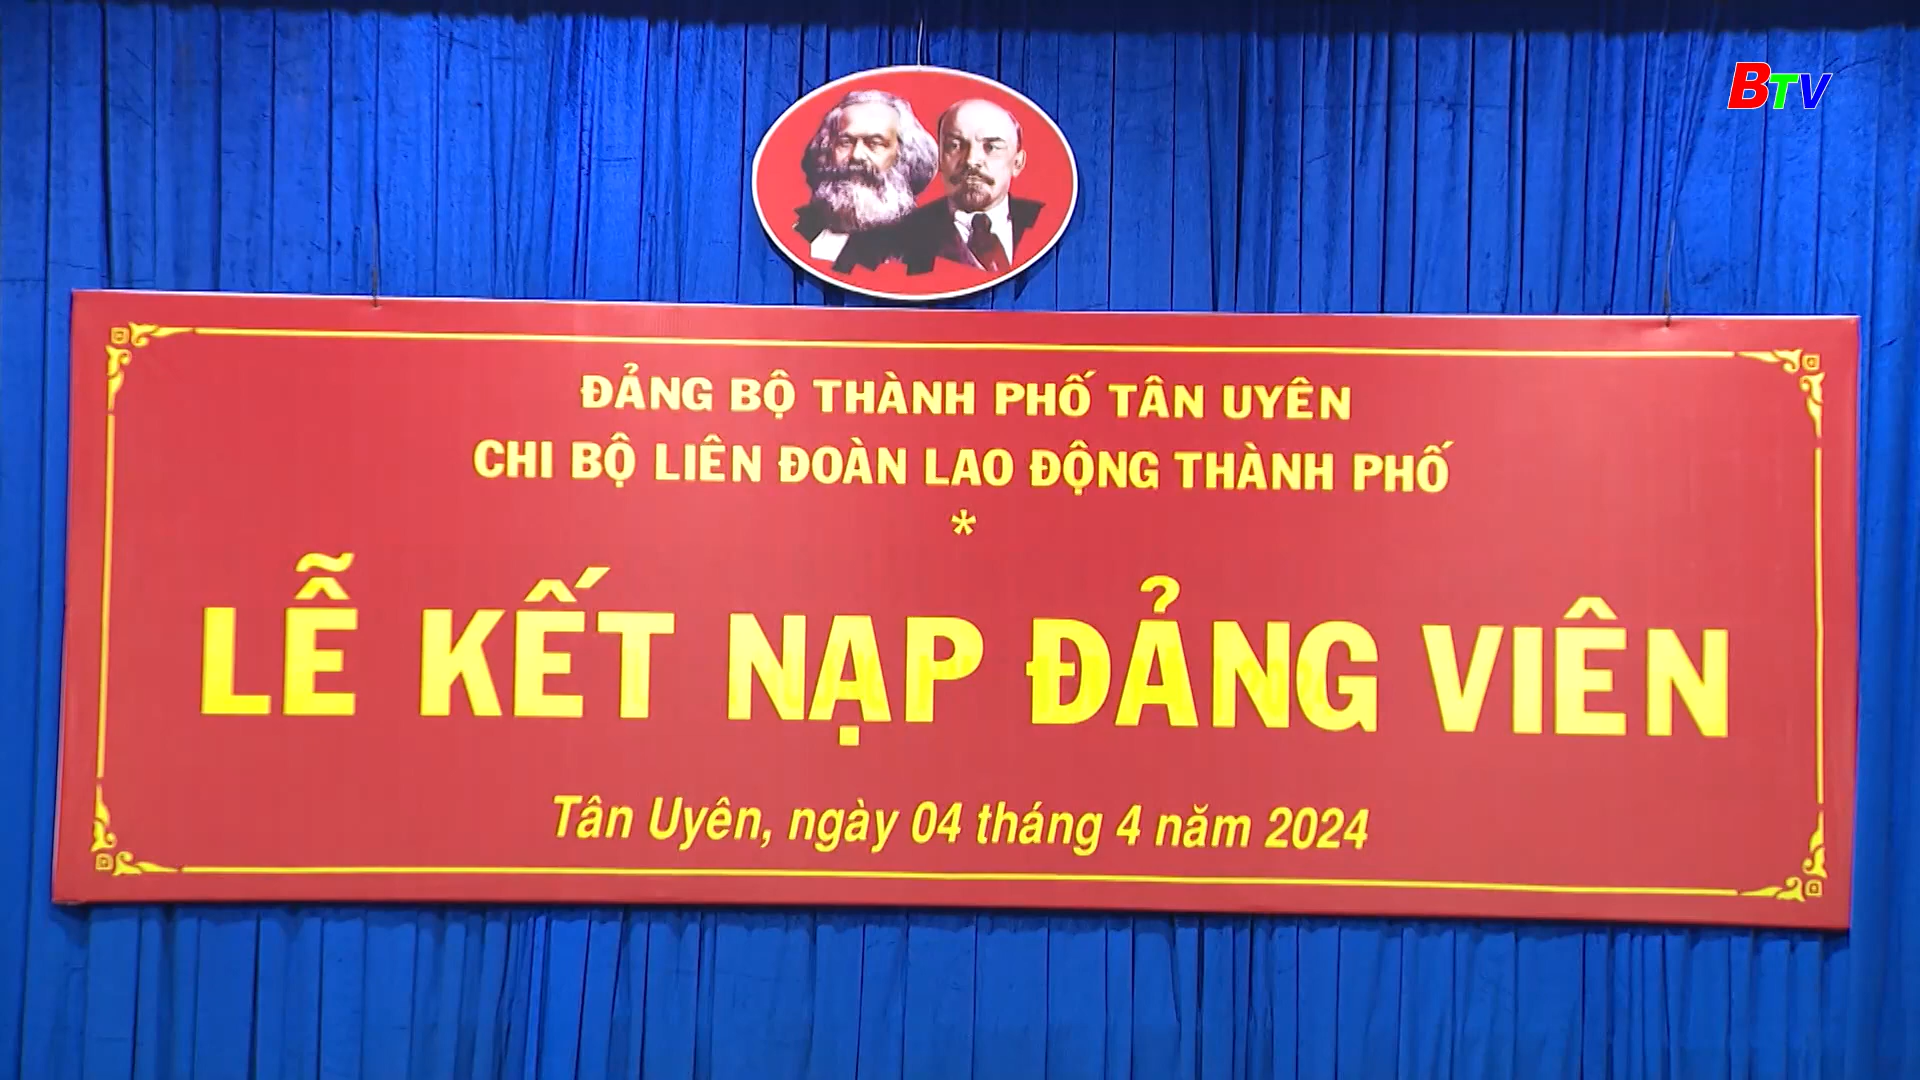 BTV
ĐẢNG BỘ THÀNH PHỐ TÂN UYÊN
CHI BỘ LIÊN ĐOÀN LAO ĐỘNG THÀNH PHỐ
*
LỄ KẾT NẠP ĐẢNG VIÊN
Tân Uyên, ngày 04 tháng 4 năm 2024